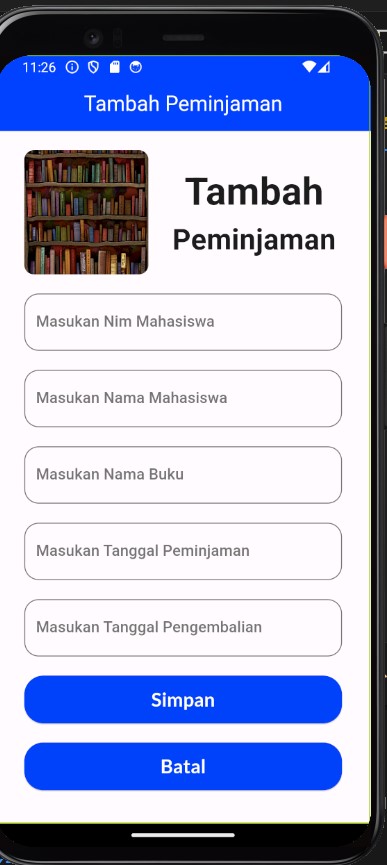 11:26
Tambah Peminjaman
Tambah
Peminjaman
Masukan Nim Mahasiswa
Masukan Nama Mahasiswa
Masukan Nama Buku
Masukan Tanggal Peminjaman
Masukan Tanggal Pengembalian
Simpan
Batal